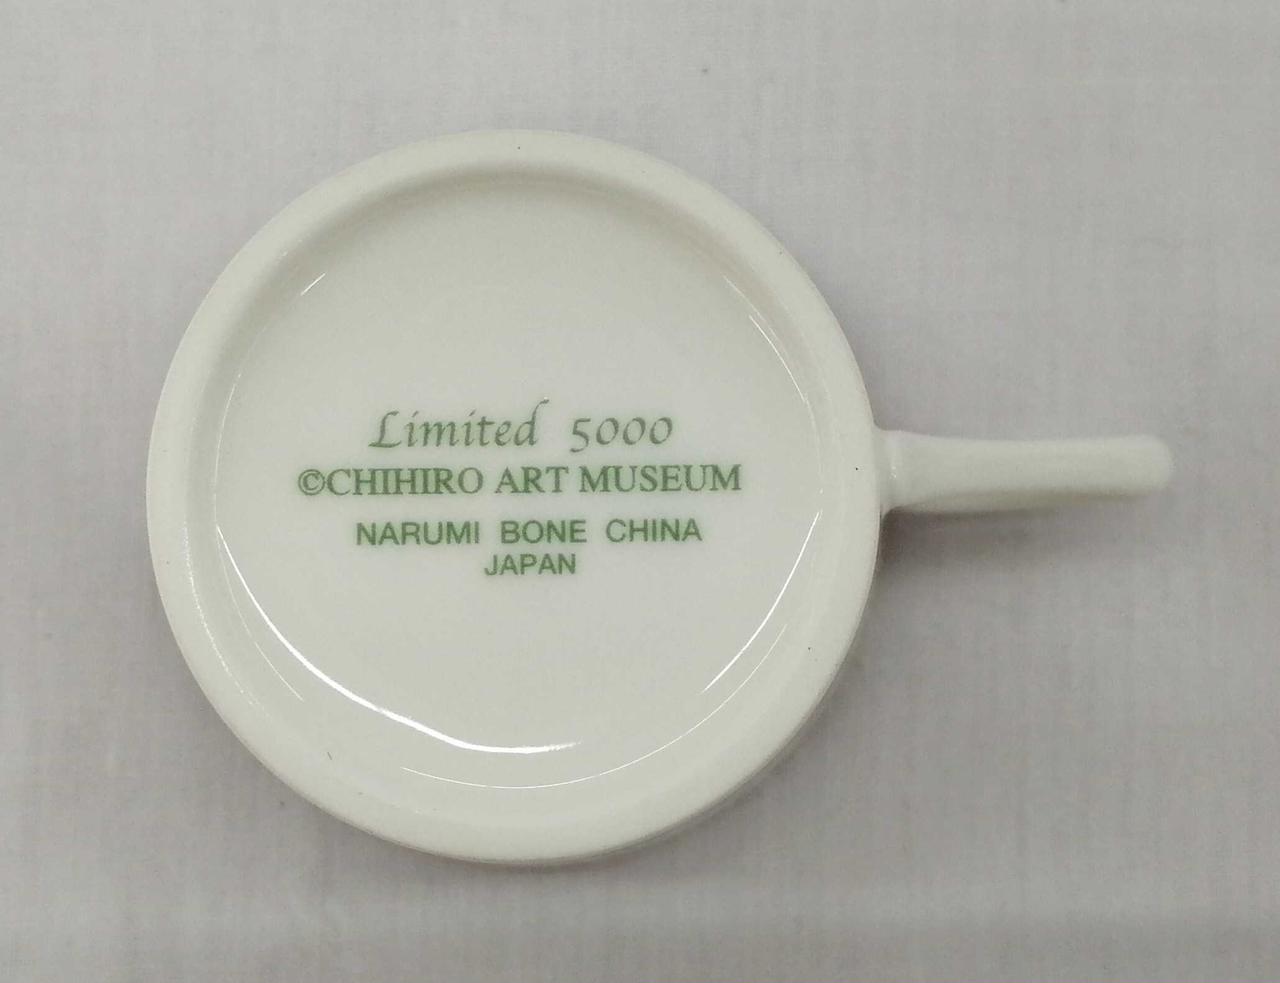 Limited 5000
©CHIHIRO ART MUSEUM
NARUMI BONE CHINA
JAPAN